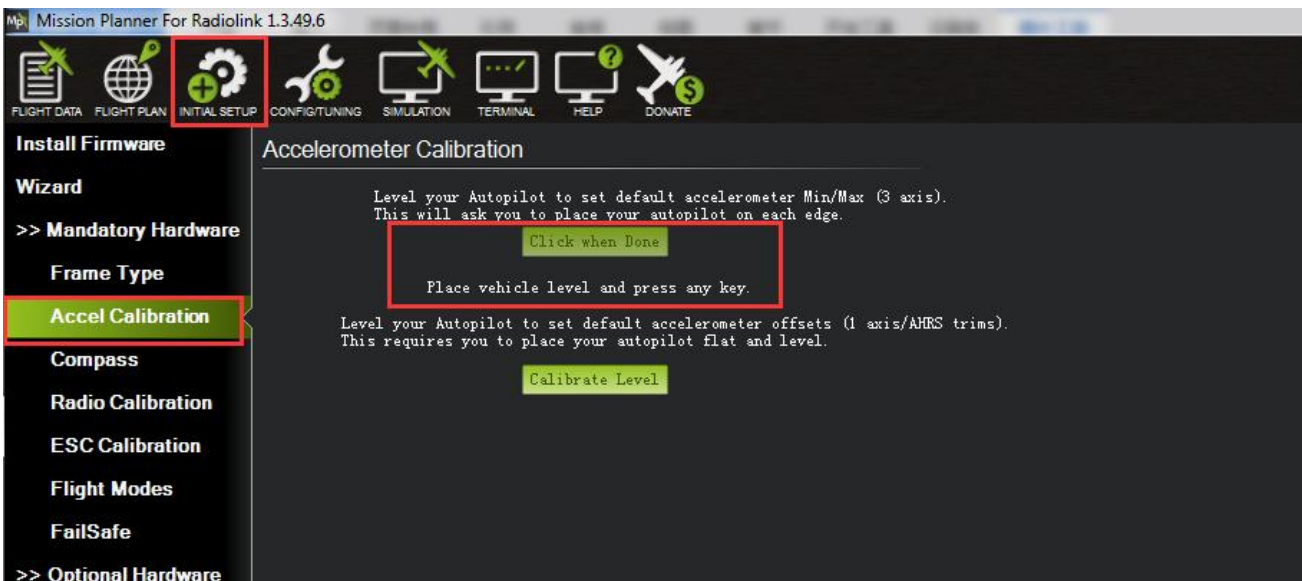 Mp Mission Planner For Radiolink 1.3.49.6
FLIGHT DATA FLIGHT PLAN INITIAL SETUP CONFIG/TUNING SIMULATION TERMINAL HELP DONATE
Install Firmware
Wizard
>> Mandatory Hardware
Frame Type
Accel Calibration
Compass
Radio Calibration
ESC Calibration
Flight Modes
FailSafe
>> Optional Hardware
Accelerometer Calibration
Level your Autopilot to set default accelerometer Min/Max (3 axis).
This will ask you to place your autopilot on each edge.
Click when Done
Place vehicle level and press any key.
Level your Autopilot to set default accelerometer offsets (1 axis/AHRS trims).
This requires you to place your autopilot flat and level.
Calibrate Level